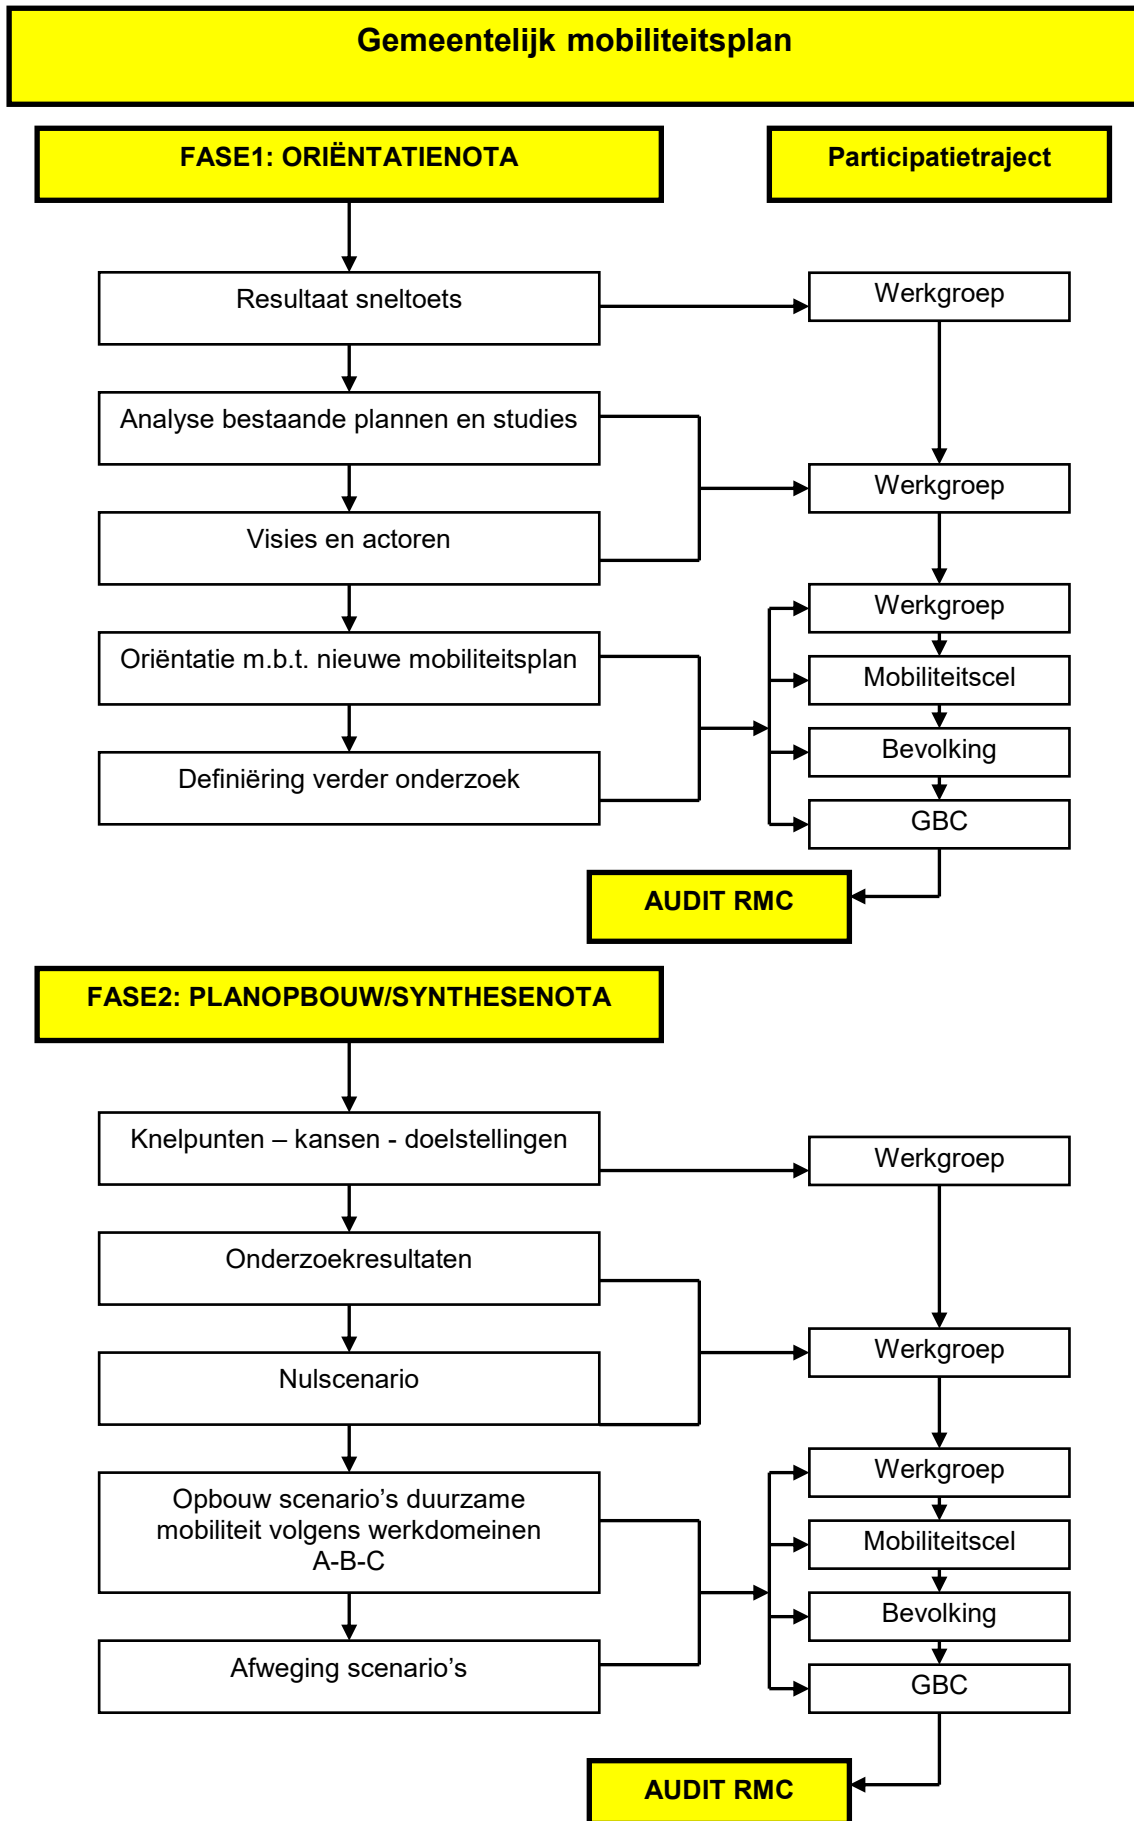 Gemeentelijk mobiliteitsplan
FASE1: ORIËNTATIENOTA
Participatietraject
Resultaat sneltoets
Werkgroep
Analyse bestaande plannen en studies
Werkgroep
Visies en actoren
Werkgroep
Oriëntatie m.b.t. nieuwe mobiliteitsplan
Mobiliteitscel
Bevolking
Definiëring verder onderzoek
GBC
AUDIT RMC
FASE2: PLANOPBOUW/SYNTHESENOTA
Knelpunten – kansen - doelstellingen
Werkgroep
Onderzoekresultaten
Werkgroep
Nulscenario
Werkgroep
Opbouw scenario’s duurzame
mobiliteit volgens werkdomeinen
A-B-C
Mobiliteitscel
Bevolking
Afweging scenario’s
GBC
AUDIT RMC